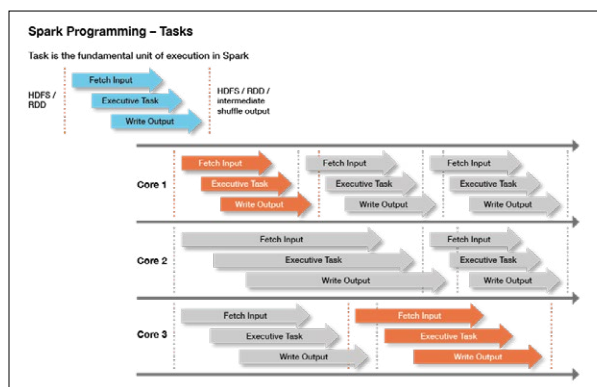 Spark Programming – Tasks
Task is the fundamental unit of execution in Spark
HDFS /
RDD
Fetch Input
Executive Task
Write Output
HDFS / RDD /
intermediate
shuffle output
Core 1
Fetch Input
Executive Task
Write Output
Fetch Input
Executive Task
Write Output
Fetch Input
Executive Task
Write Output
Core 2
Fetch Input
Executive Task
Write Output
Fetch Input
Executive Task
Write Output
Core 3
Fetch Input
Executive Task
Write Output
Fetch Input
Executive Task
Write Output